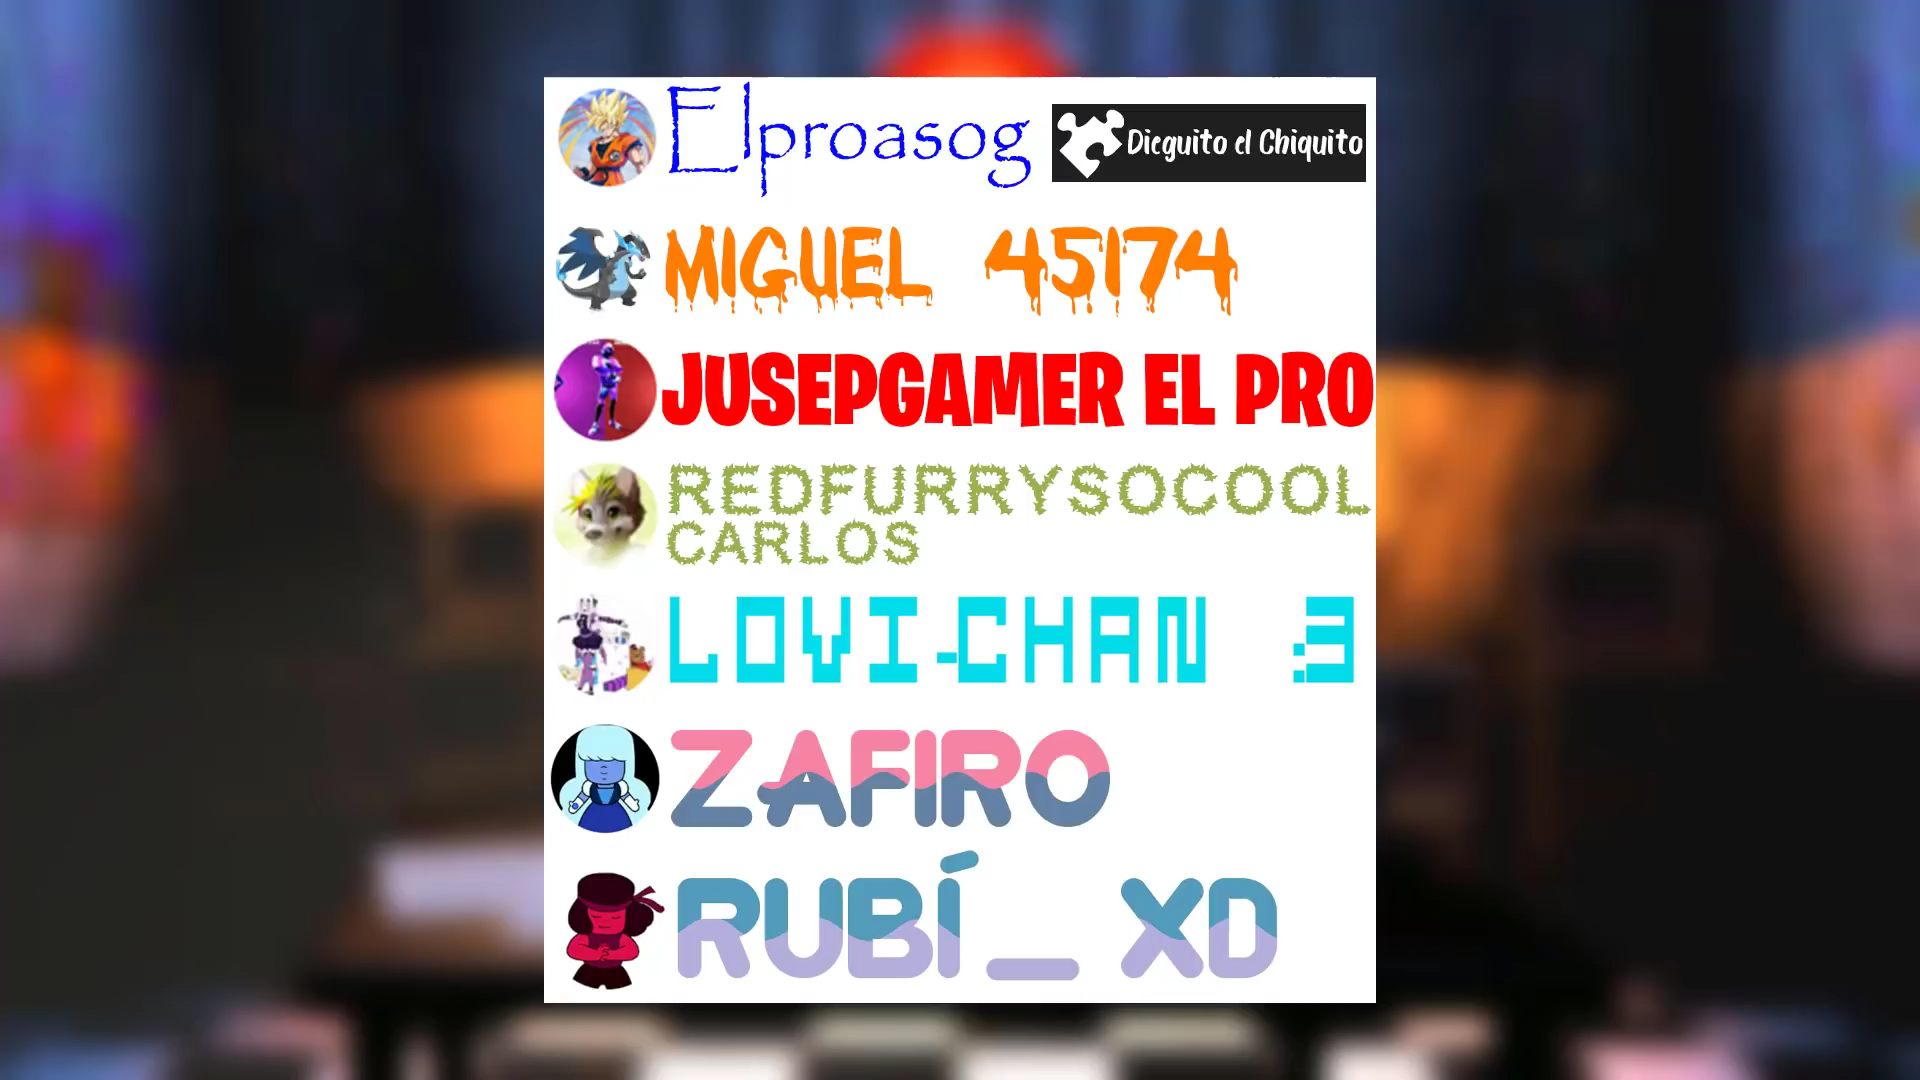 Elproasog Dieguito el Chiquito
MIGUEL 45174
JUSEPGAMER EL PRO
REDFURRYSOCOOL
CARLOS
LOVI-CHAN :3
ZAFIRO
RUBÍ_ XD